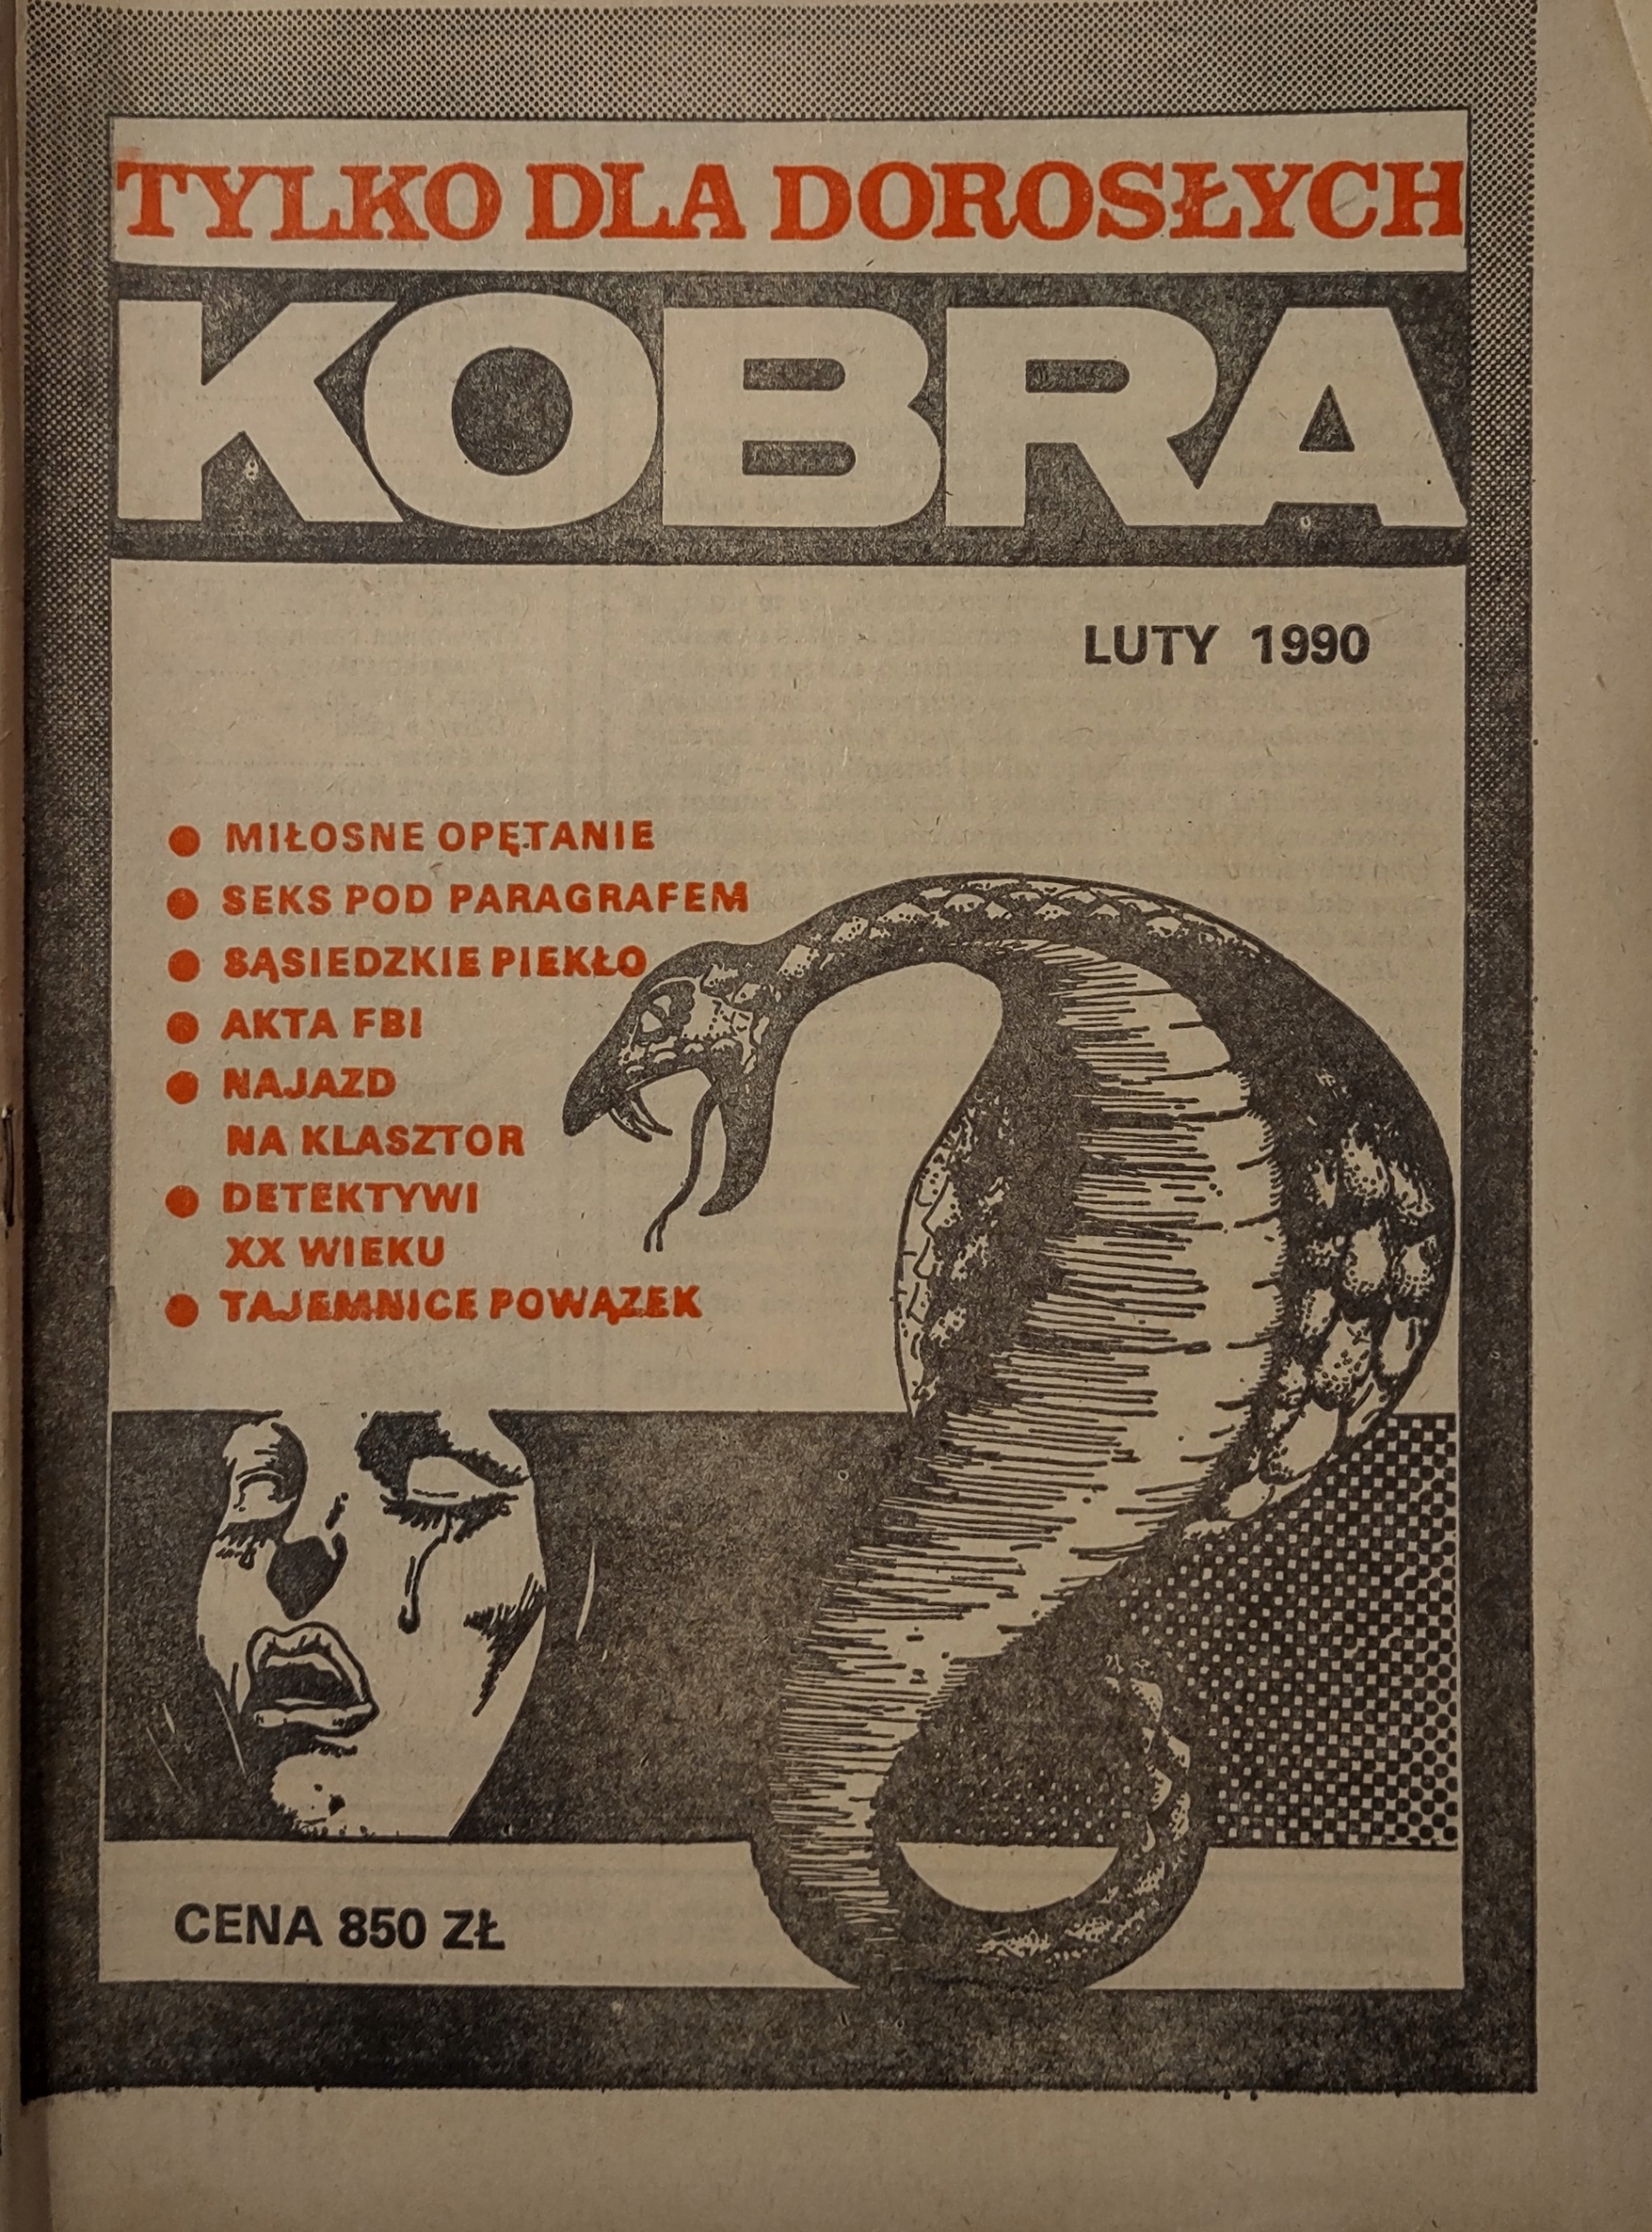 TYLKO DLA DOROSŁYCH
KOBRA
LUTY 1990
● MIŁOSNE OPĘTANIE
● SEKS POD PARAGRAFEM
● SĄSIEDZKIE PIEKŁO
● AKTA FBI
● NAJAZD
NA KLASZTOR
● DETEKTYWI
XX WIEKU
● TAJEMNICE POWĄZEK
CENA 850 ZŁ